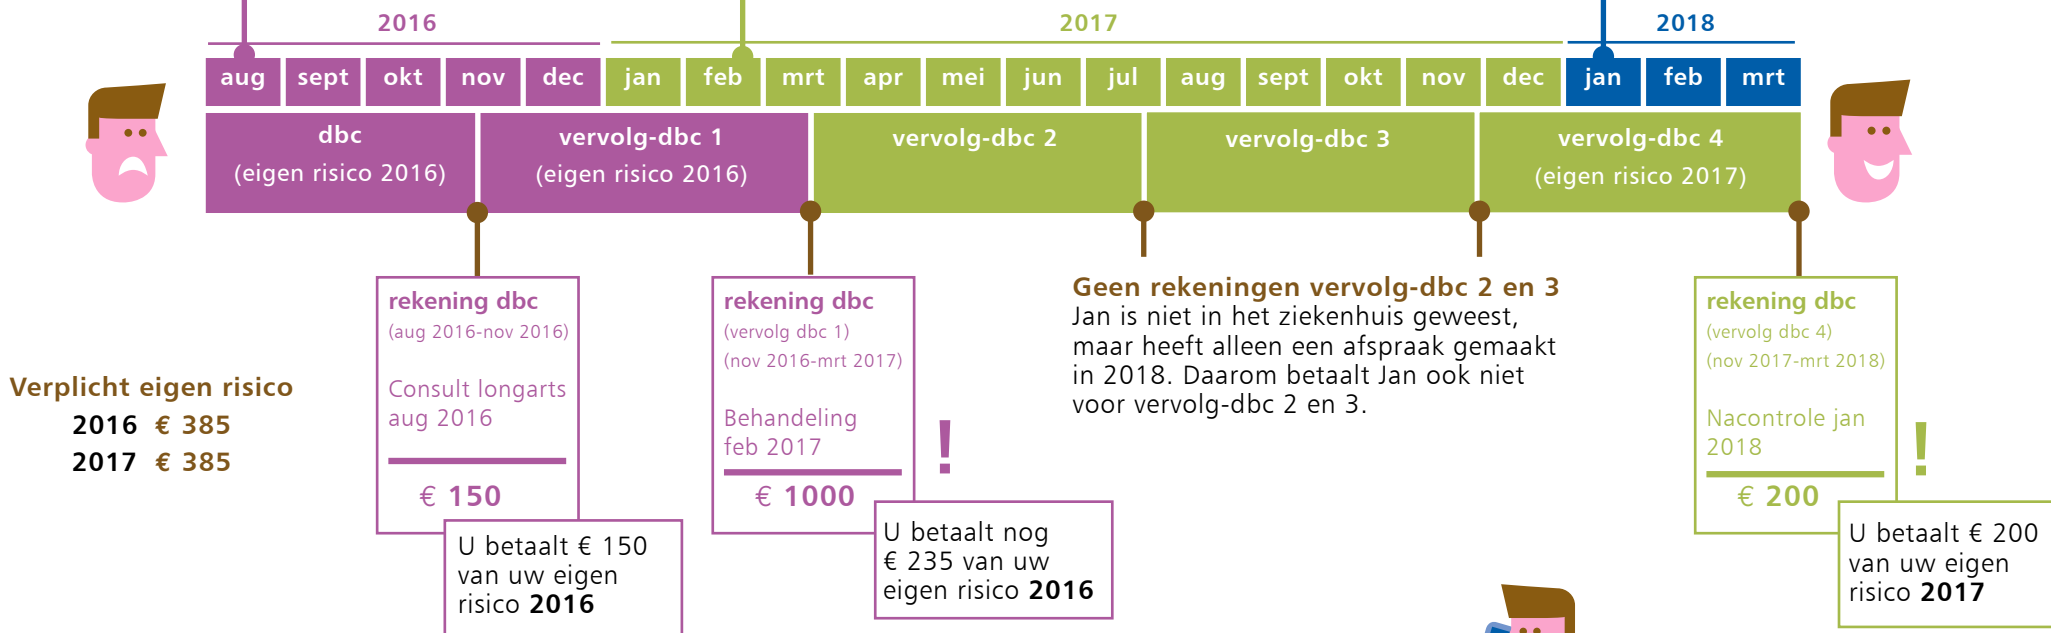 2016
2017
2018
aug sept okt nov dec jan feb mrt apr mei jun jul aug sept okt nov dec jan feb mrt
dbc
(eigen risico 2016)
vervolg-dbc 1
(eigen risico 2016)
vervolg-dbc 2
vervolg-dbc 3
vervolg-dbc 4
(eigen risico 2017)
Verplicht eigen risico
2016 € 385
2017 € 385
rekening dbc
(aug 2016-nov 2016)
Consult longarts
aug 2016
€ 150
U betaalt € 150
van uw eigen
risico 2016
rekening dbc
(vervolg dbc 1)
(nov 2016-mrt 2017)
Behandeling
feb 2017
€ 1000
!
U betaalt nog
€ 235 van uw
eigen risico 2016
Geen rekeningen vervolg-dbc 2 en 3
Jan is niet in het ziekenhuis geweest,
maar heeft alleen een afspraak gemaakt
in 2018. Daarom betaalt Jan ook niet
voor vervolg-dbc 2 en 3.
rekening dbc
(vervolg dbc 4)
(nov 2017-mrt 2018)
Nacontrole jan
2018
€ 200
!
U betaalt € 200
van uw eigen
risico 2017